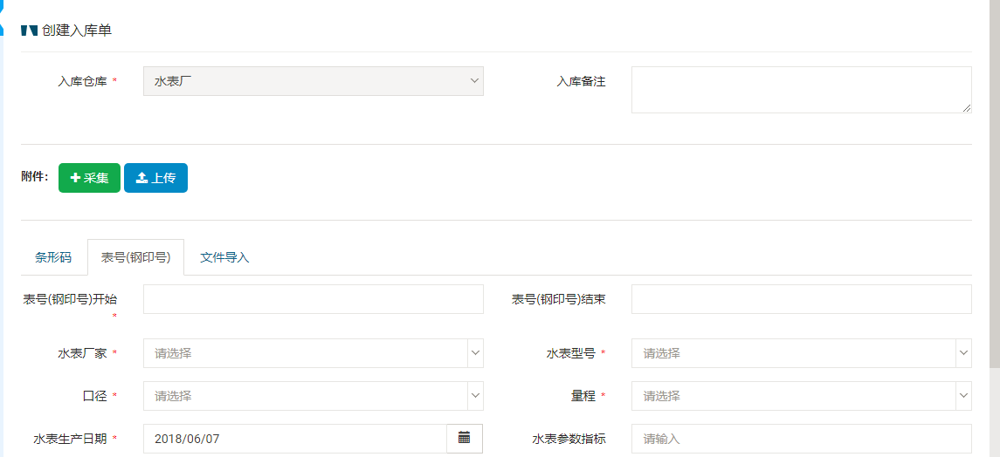 创建入库单
入库仓库 * 水表厂 入库备注
附件: 采集 上传
条形码 表号(钢印号) 文件导入
表号(钢印号)开始 * 表号(钢印号)结束
水表厂家 * 请选择 水表型号 * 请选择
口径 * 请选择 量程 * 请选择
水表生产日期 * 2018/06/07 水表参数指标 请输入